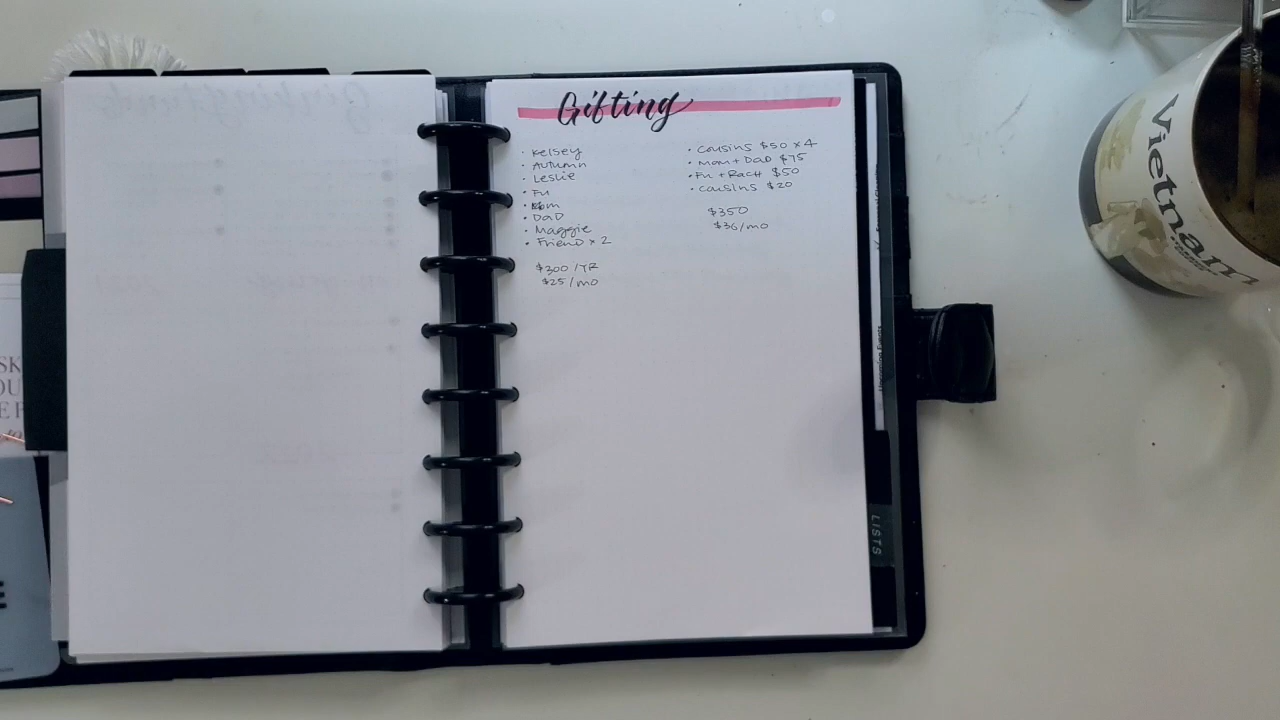 Gifting
• Kelsey
• Autumn
• Leslie
• Fu
• Mom
• Dad
• Maggie
• Friend x 2
$300 /YR
$25 / mo
• Cousins $50 x 4
• Mom + Dad $75
• Fu + Rach $50
• Cousins $20
$350
$36/mo
LISTS
Vietnam